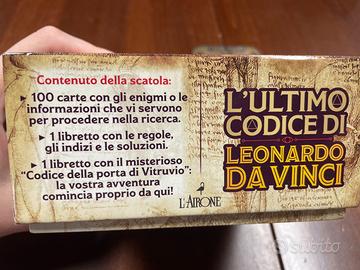 Contenuto della scatola:
► 100 carte con gli enigmi o le
informazioni che vi servono
per procedere nella ricerca.
► 1 libretto con le regole,
gli indizi e le soluzioni.
► 1 libretto con il misterioso
“Codice della porta di Vitruvio”:
la vostra avventura
comincia proprio da qui!
L'AIRONE
L'ULTIMO
CODICE DI
LEONARDO
DA VINCI
subito